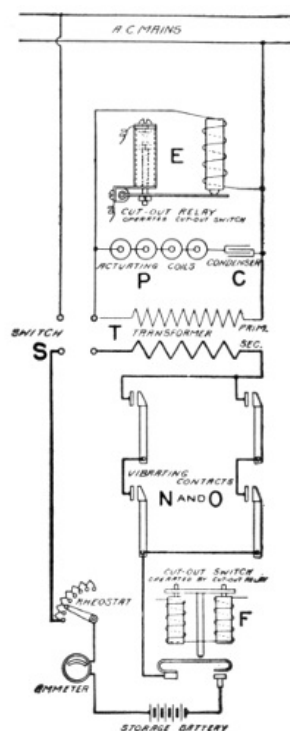 A.C. MAINS
E
CUT-OUT RELAY
OPERATED CUT-OUT SWITCH
ACTUATING COILS
CONDENSER
P
C
T
TRANSFORMER
PRIM.
SWITCH
S
SEC.
VIBRATING
CONTACTS
N AND O
CUT-OUT SWITCH
OPERATED BY CUT-OUT RELAY
F
RHEOSTAT
AMMETER
STORAGE BATTERY